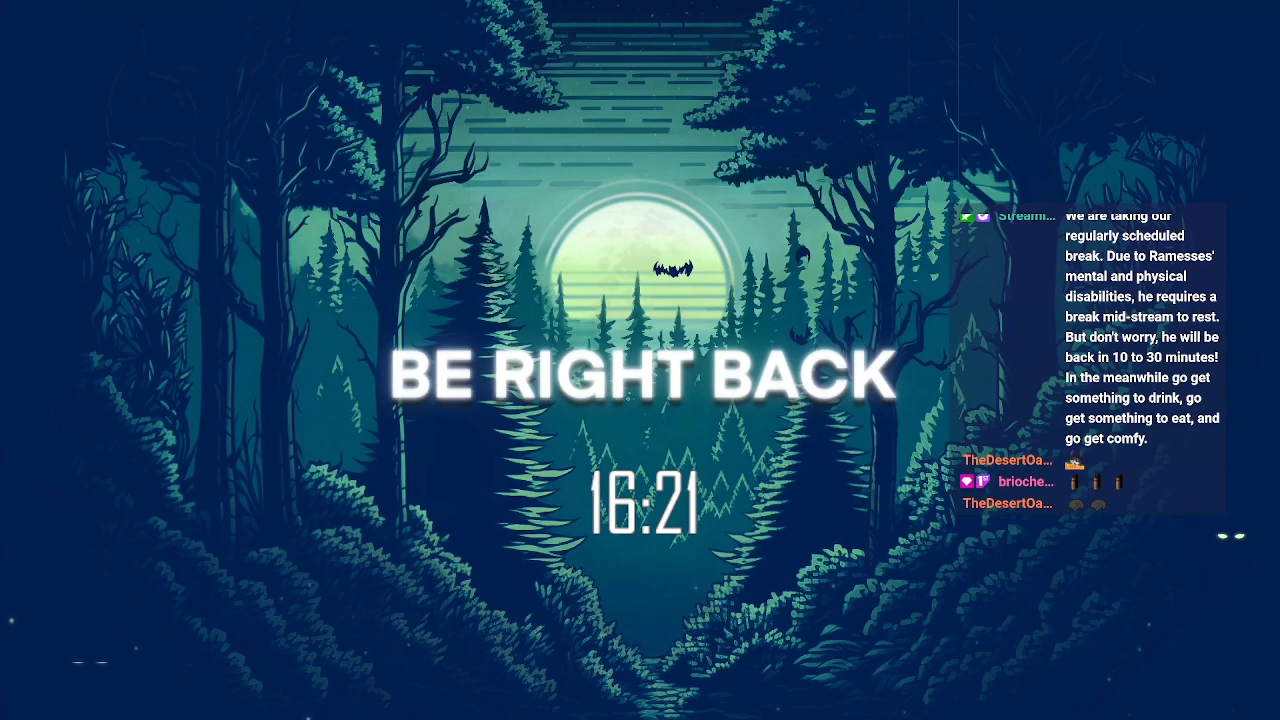 BE RIGHT BACK
16:21
Streami... We are taking our
regularly scheduled
break. Due to Ramesses'
mental and physical
disabilities, he requires a
break mid-stream to rest.
But don't worry, he will be
back in 10 to 30 minutes!
In the meanwhile go get
something to drink, go
get something to eat, and
go get comfy.
TheDesertOa...
brioche...
TheDesertOa...